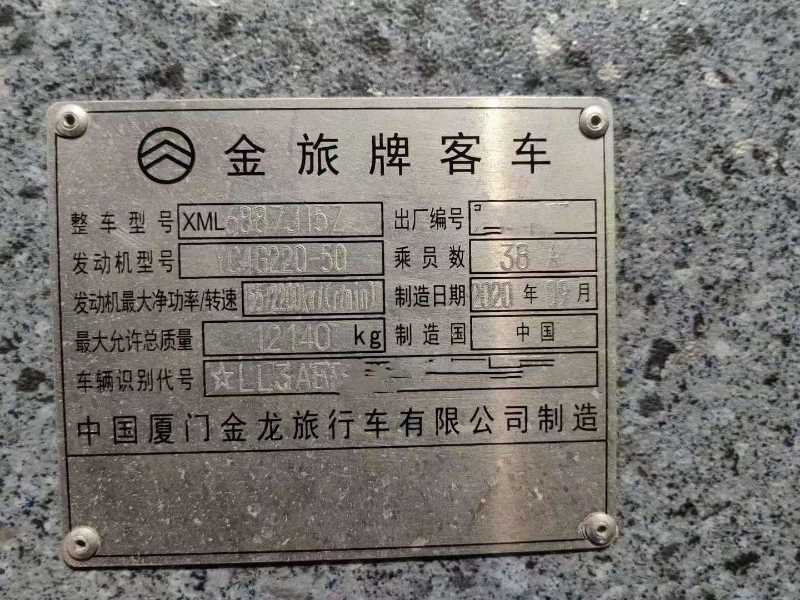 金旅牌客车
整车型号 XML6887J15Z 出厂编号
发动机型号 YC4G220-50 乘员数 38 人
发动机最大净功率/转速 制造日期 2020 年 09 月
最大允许总质量 12140 kg 制造国 中国
车辆识别代号 ☆LL3AB
中国厦门金龙旅行车有限公司制造